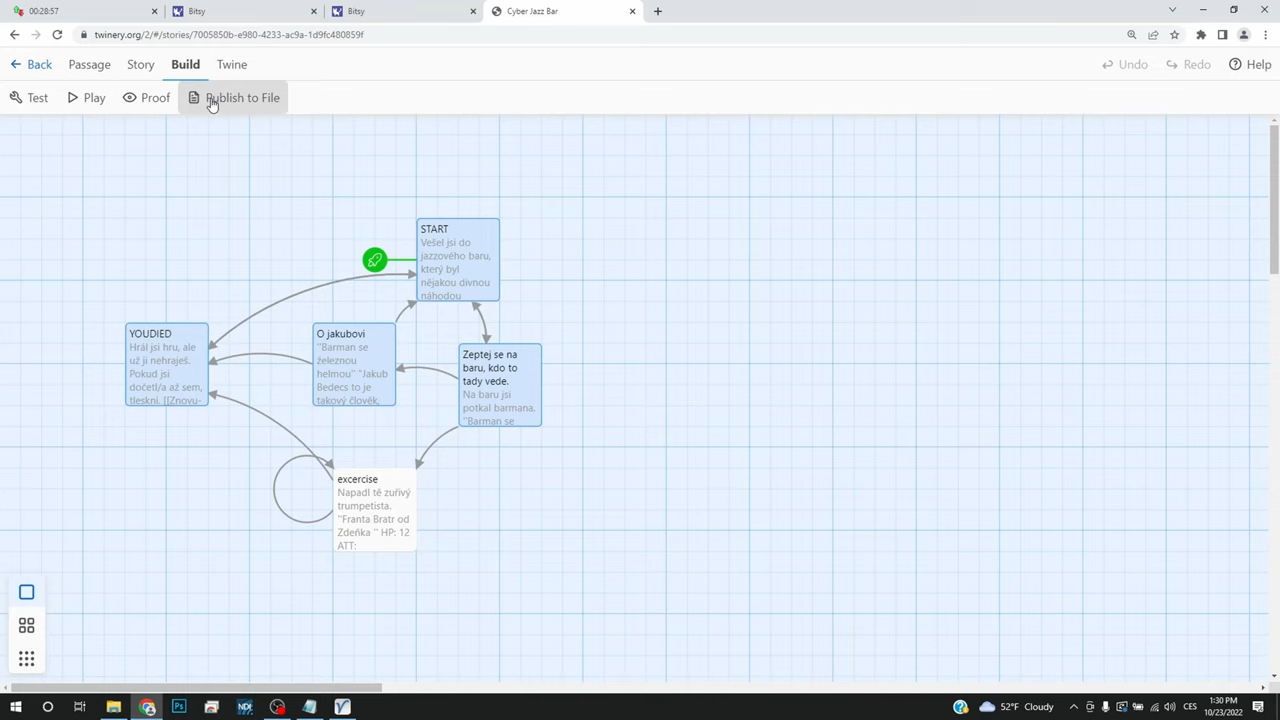 00:28:57
Bitsy
Bitsy
Cyber Jazz Bar
twinery.org/2/#/stories/7005850b-e980-4233-ac9a-1d9fc480859f
Back
Passage
Story
Build
Twine
Undo
Redo
Help
Test
Play
Proof
Publish to File
START
Vešel jsi do
jazzového baru,
který byl
nějakou divnou
náhodou
YOUDIED
Hrál jsi hru, ale
už ji nehraješ.
Pokud jsi
dočetl/a až sem,
tleskni. [[Znovu-
O jakubovi
''Barman se
železnou
helmou'' "Jakub
Bedecs to je
takový člověk,
Zeptej se na
baru, kdo to
tady vede.
Na baru jsi
potkal barmana.
''Barman se
excercise
Napadl tě zuřivý
trumpetista.
''Franta Bratr od
Zdeňka '' HP: 12
ATT:
Ps
NDI
52°F Cloudy
CES
1:30 PM
10/23/2022